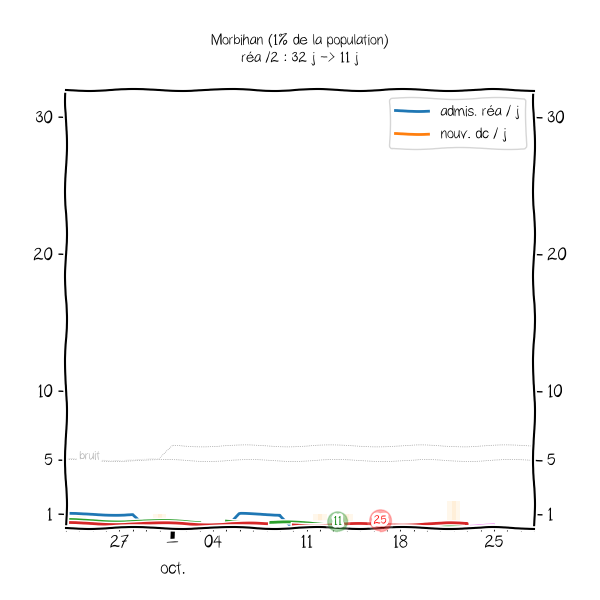 Morbihan (1% de la population)
réa /2 : 32 j -> 11 j
admis. réa / j
nouv. dc / j
30 30
20 20
10 10
5 bruit 5
1 11 25 1
27 04 11 18 25
oct.